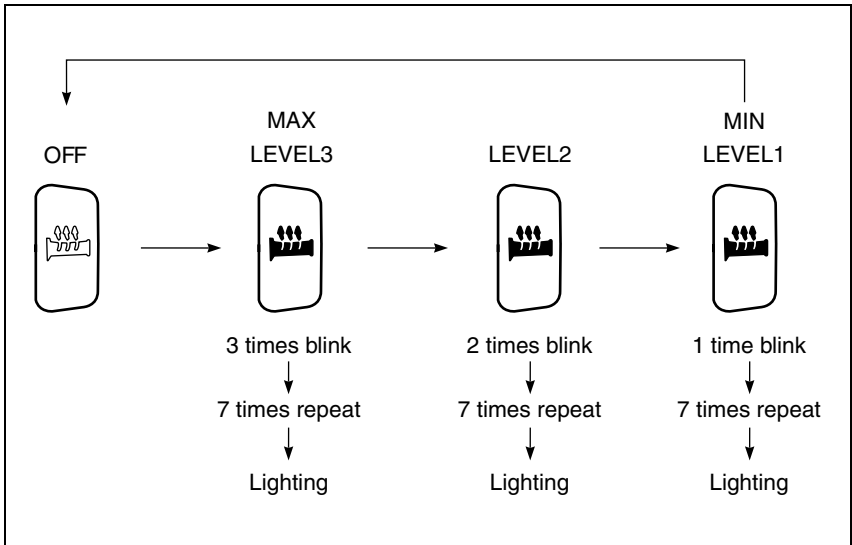 MAX
MIN
OFF
LEVEL3
LEVEL2
LEVEL1
3 times blink
2 times blink
1 time blink
7 times repeat
7 times repeat
7 times repeat
Lighting
Lighting
Lighting